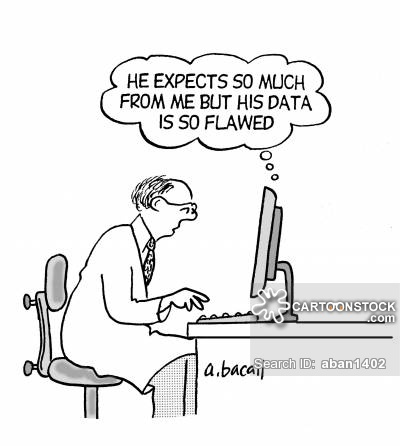 HE EXPECTS SO MUCH
FROM ME BUT HIS DATA
IS SO FLAWED
CARTOONSTOCK
.com
Search ID: aban1402
a.bacall